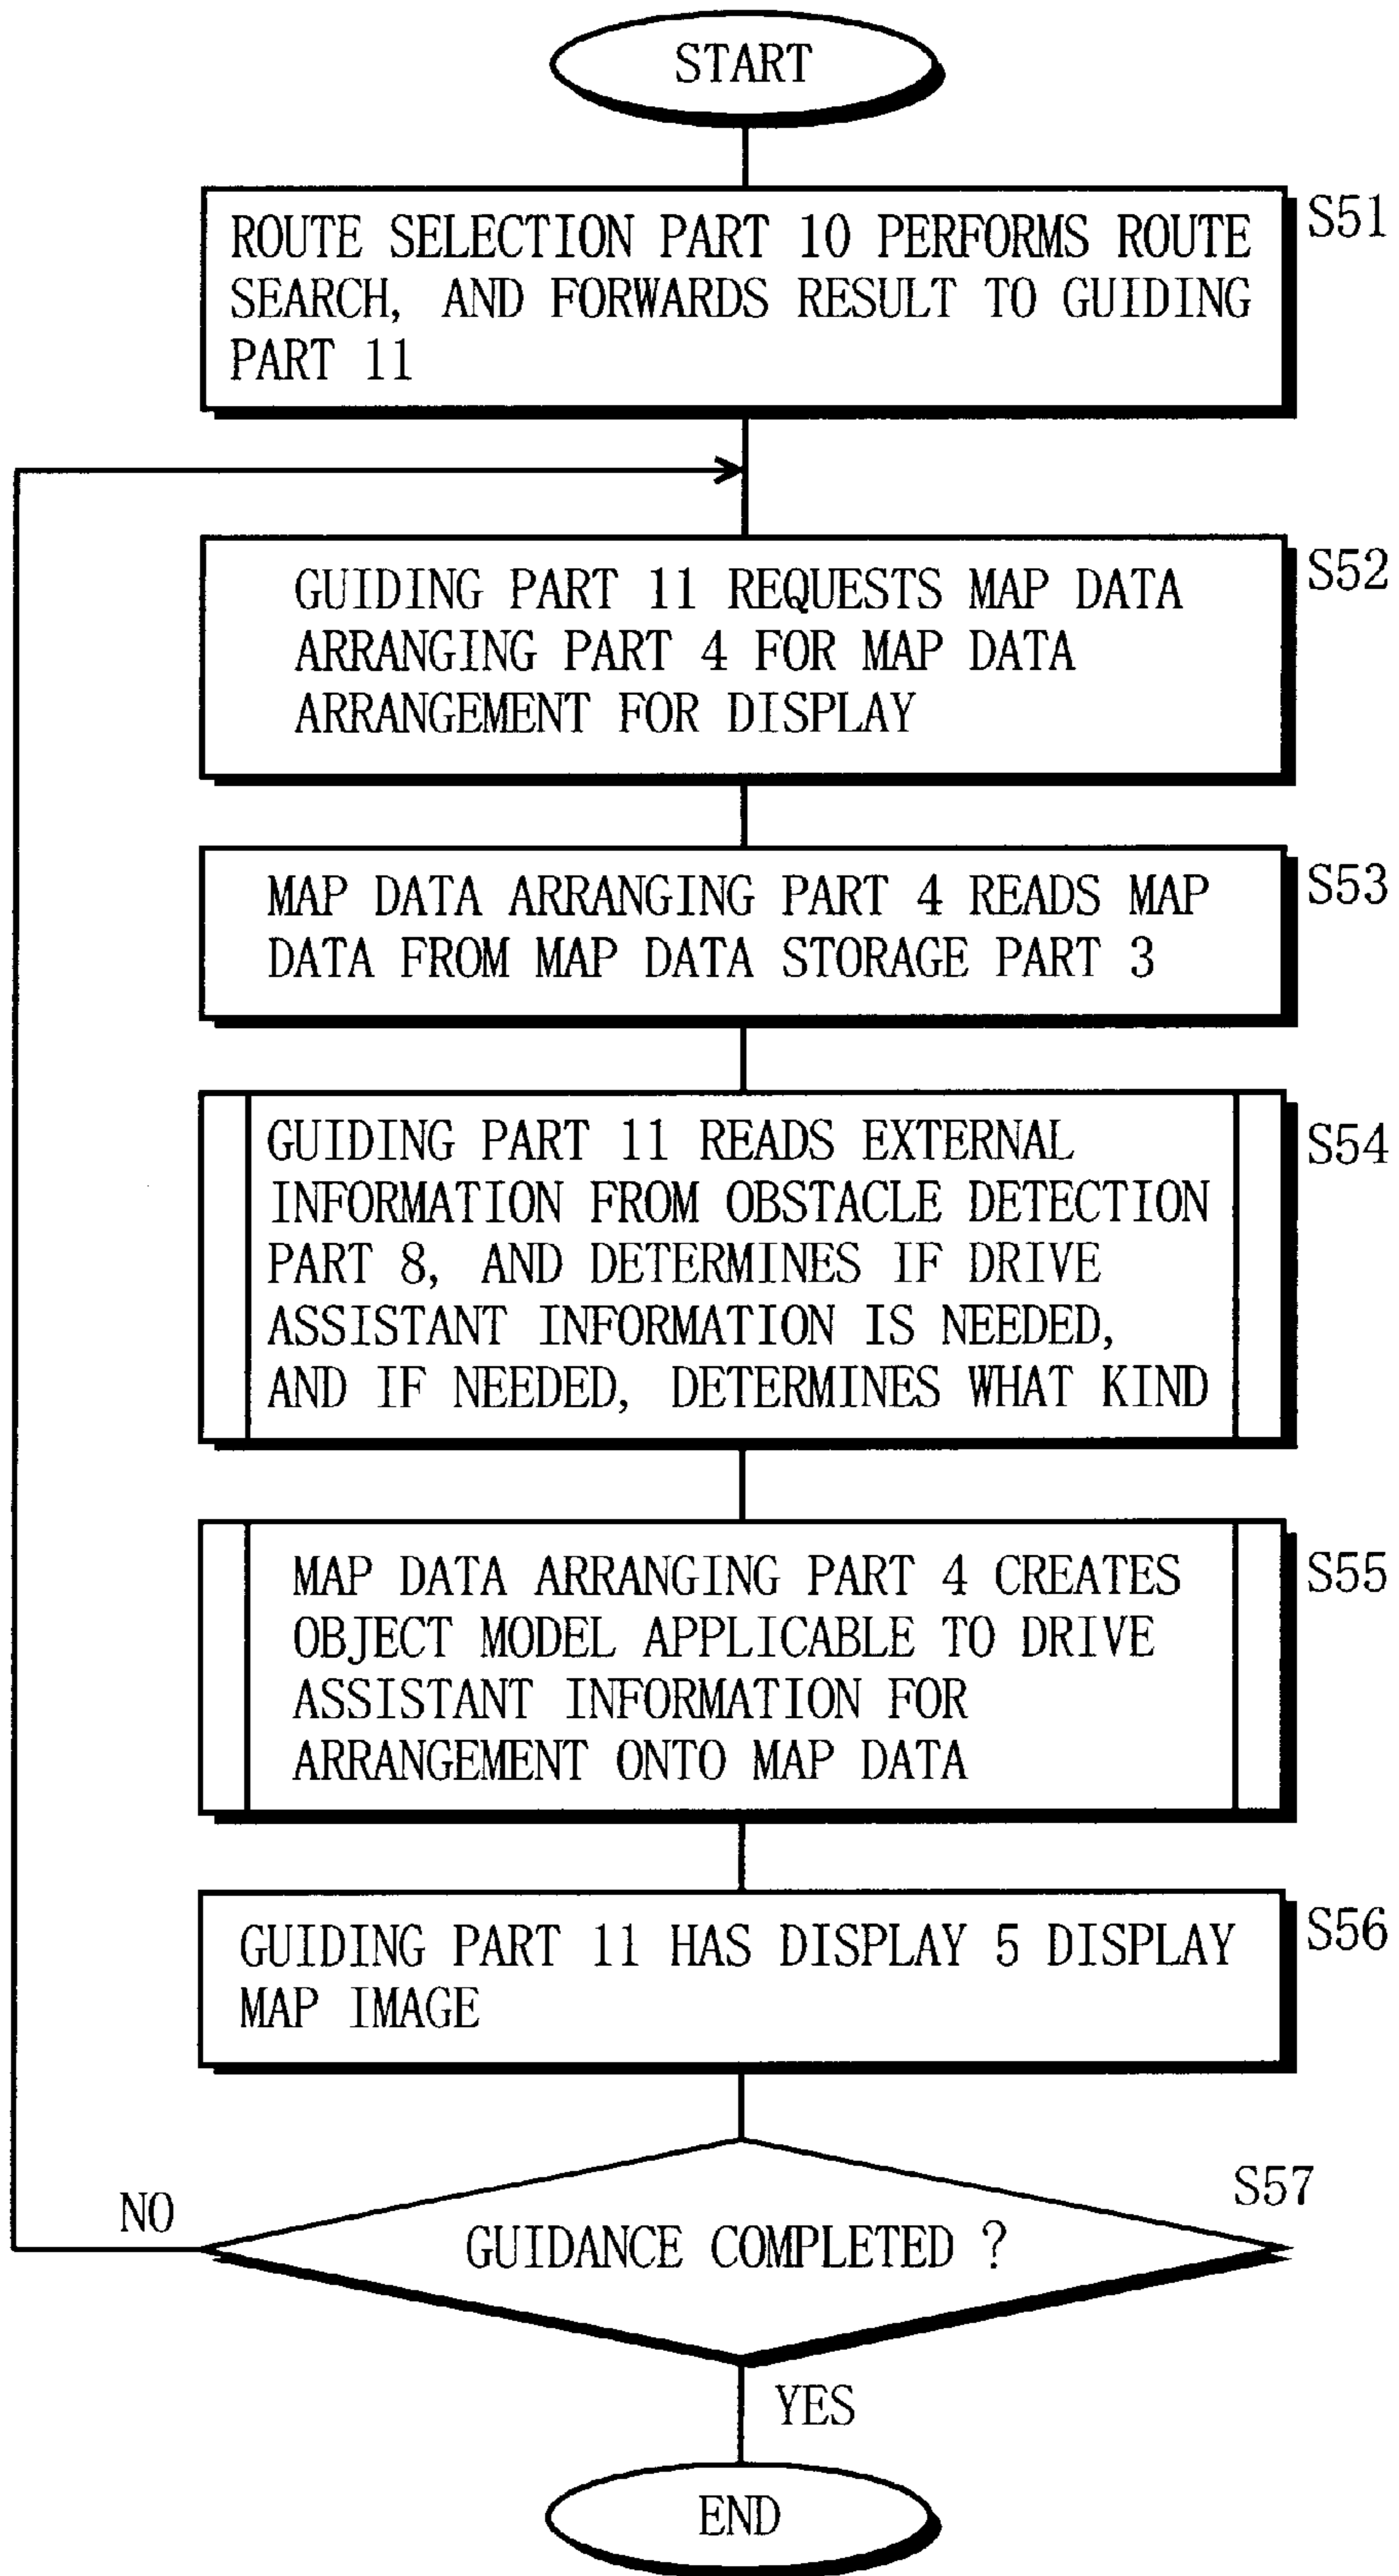 START
S51
ROUTE SELECTION PART 10 PERFORMS ROUTE
SEARCH, AND FORWARDS RESULT TO GUIDING
PART 11
S52
GUIDING PART 11 REQUESTS MAP DATA
ARRANGING PART 4 FOR MAP DATA
ARRANGEMENT FOR DISPLAY
S53
MAP DATA ARRANGING PART 4 READS MAP
DATA FROM MAP DATA STORAGE PART 3
S54
GUIDING PART 11 READS EXTERNAL
INFORMATION FROM OBSTACLE DETECTION
PART 8, AND DETERMINES IF DRIVE
ASSISTANT INFORMATION IS NEEDED,
AND IF NEEDED, DETERMINES WHAT KIND
S55
MAP DATA ARRANGING PART 4 CREATES
OBJECT MODEL APPLICABLE TO DRIVE
ASSISTANT INFORMATION FOR
ARRANGEMENT ONTO MAP DATA
S56
GUIDING PART 11 HAS DISPLAY 5 DISPLAY
MAP IMAGE
S57
NO
GUIDANCE COMPLETED ?
YES
END